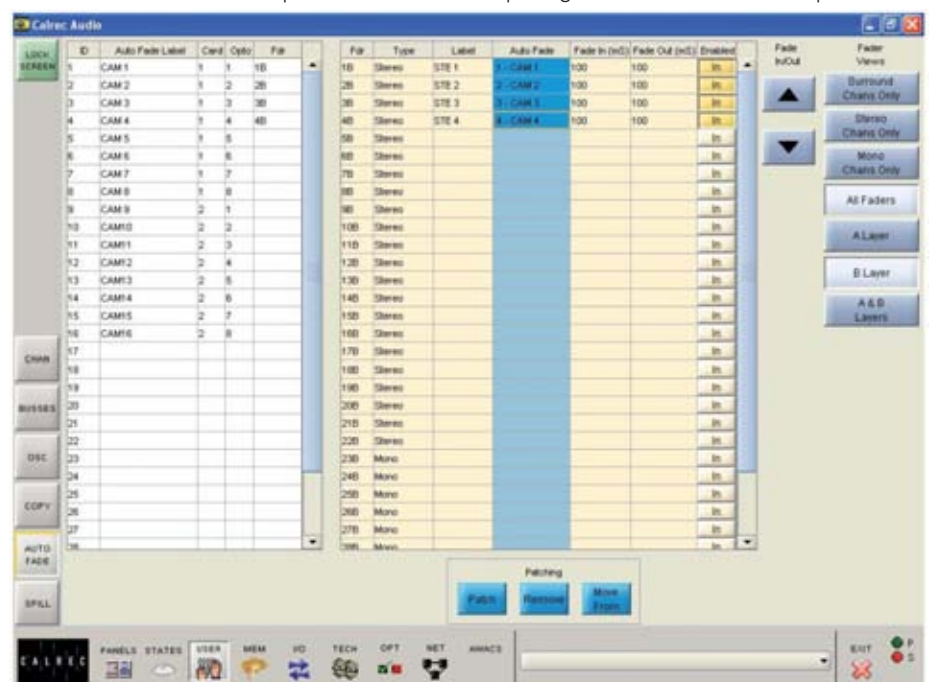 Calrec Audio
LOCK SCREEN
ID Auto Fade Label Card Opto Fdr
1 CAM 1 1 1 1B
2 CAM 2 1 2 2B
3 CAM 3 1 3 3B
4 CAM 4 1 4 4B
5 CAM 5 1 5
6 CAM 6 1 6
7 CAM 7 1 7
8 CAM 8 1 8
9 CAM 9 2 1
10 CAM10 2 2
11 CAM11 2 3
12 CAM12 2 4
13 CAM13 2 5
14 CAM14 2 6
15 CAM15 2 7
16 CAM16 2 8
17
18
19
20
21
22
23
24
25
26
27
28
Fdr Type Label Auto Fade Fade In (mS) Fade Out (mS) Enabled
1B Stereo STE 1 1 - CAM 1 100 100 In
2B Stereo STE 2 2 - CAM 2 100 100 In
3B Stereo STE 3 3 - CAM 3 100 100 In
4B Stereo STE 4 4 - CAM 4 100 100 In
5B Stereo In
6B Stereo In
7B Stereo In
8B Stereo In
9B Stereo In
10B Stereo In
11B Stereo In
12B Stereo In
13B Stereo In
14B Stereo In
15B Stereo In
16B Stereo In
17B Stereo In
18B Stereo In
19B Stereo In
20B Stereo In
21B Stereo In
22B Stereo In
23B Mono In
24B Mono In
25B Mono In
26B Mono In
27B Mono In
28B Mono In
Fade In/Out
Fader Views
Surround Chans Only
Stereo Chans Only
Mono Chans Only
All Faders
A Layer
B Layer
A & B Layers
CHAN
BUSSES
OSC
COPY
AUTO FADE
SPILL
Patching
Patch Remove Move From
CALREC PANELS STATES USER MEM I/O TECH OPT NET AWACS EXIT P S